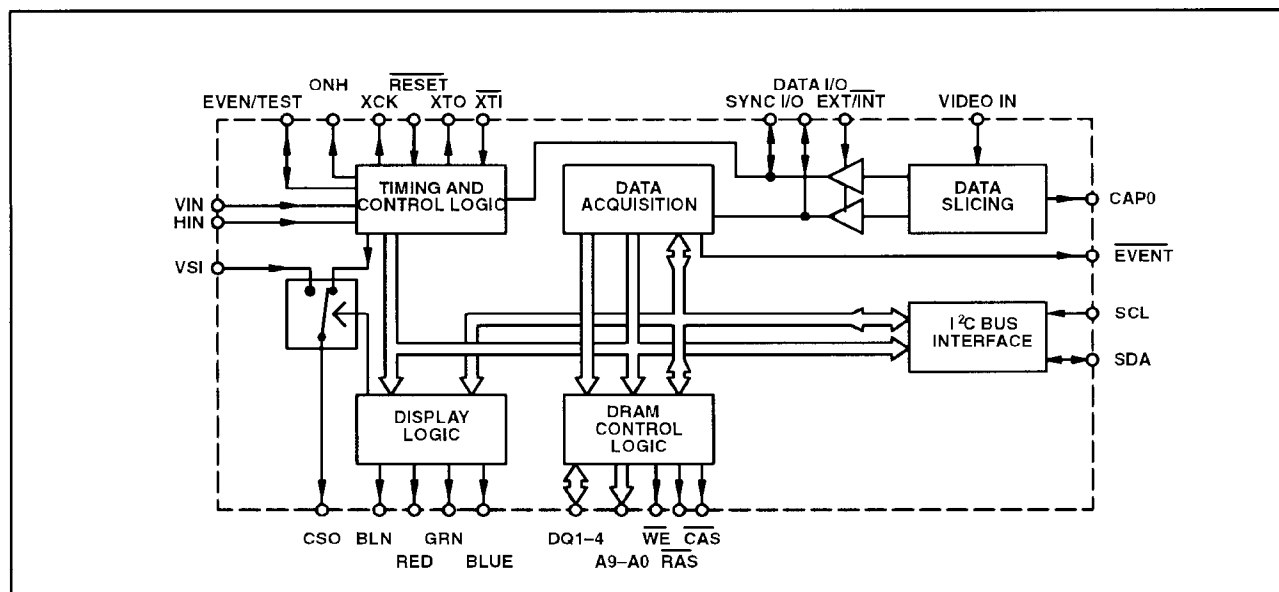 ONH
RESET
DATA I/O
EVEN/TEST
XCK
XTO
XTI
SYNC I/O
EXT/INT
VIDEO IN
TIMING AND
CONTROL LOGIC
DATA
ACQUISITION
DATA
SLICING
VIN
HIN
VSI
CAP0
EVENT
I²C BUS
INTERFACE
SCL
SDA
DISPLAY
LOGIC
DRAM
CONTROL
LOGIC
CSO
BLN
RED
GRN
BLUE
DQ1–4
A9–A0
WE
RAS
CAS